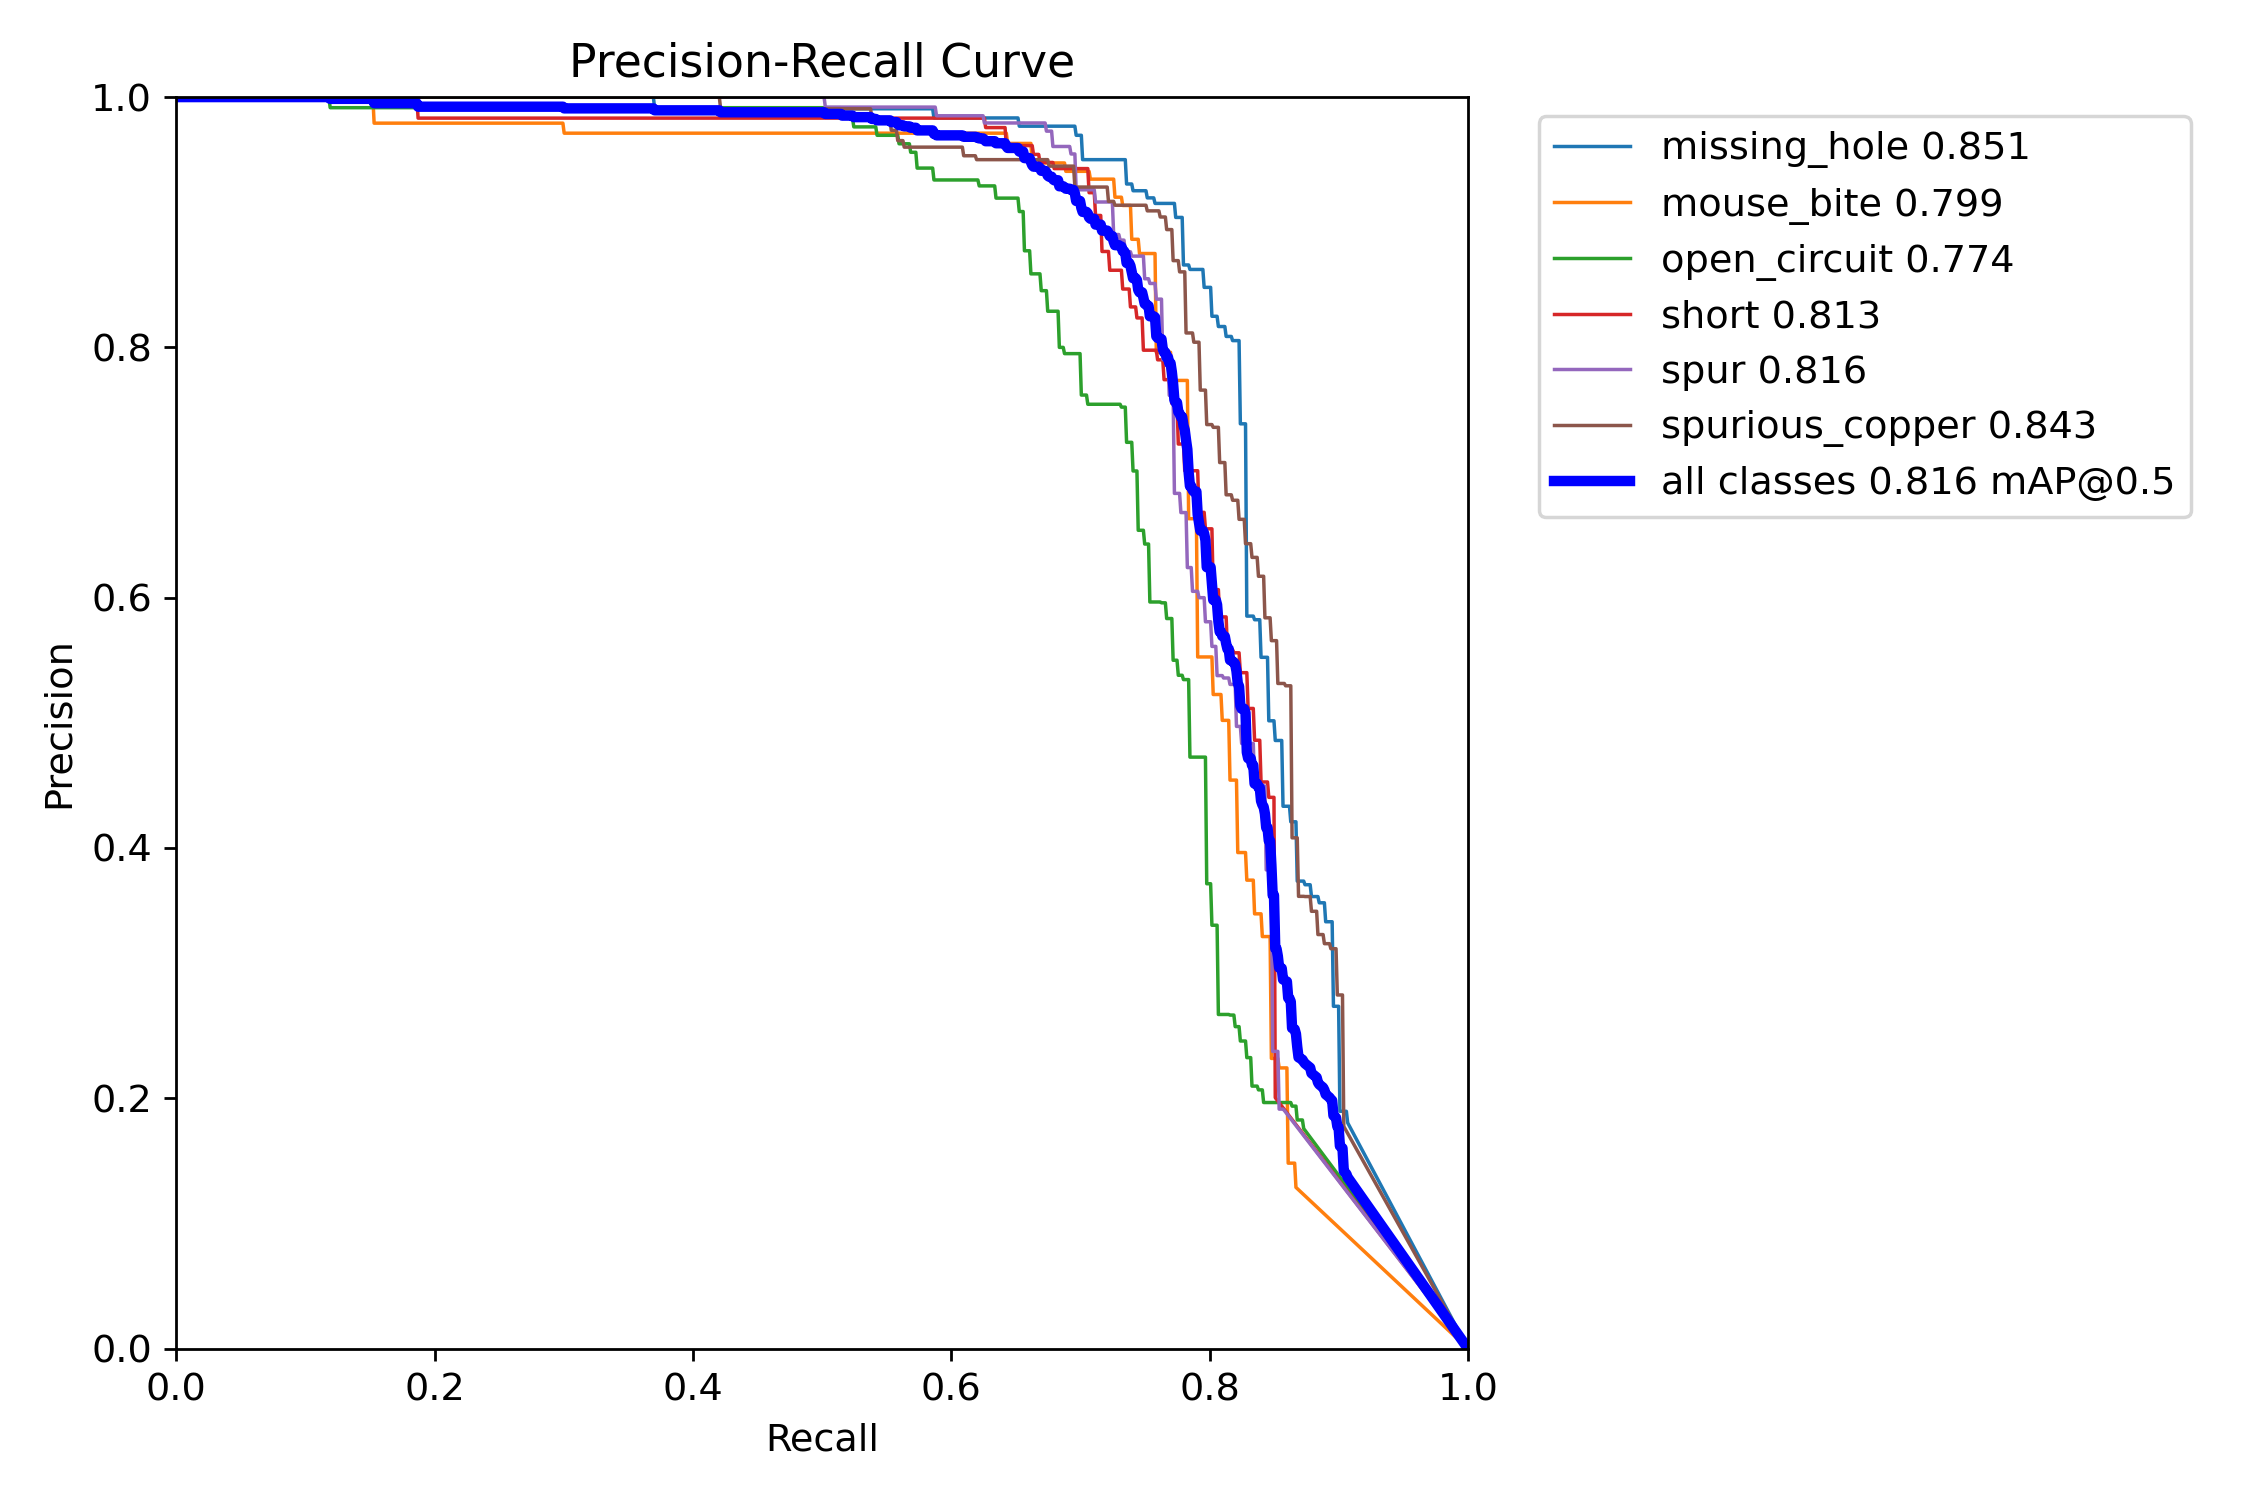 Precision-Recall Curve
1.0
0.8
0.6
0.4
0.2
0.0
Precision
0.0 0.2 0.4 0.6 0.8 1.0
Recall
missing_hole 0.851
mouse_bite 0.799
open_circuit 0.774
short 0.813
spur 0.816
spurious_copper 0.843
all classes 0.816 mAP@0.5